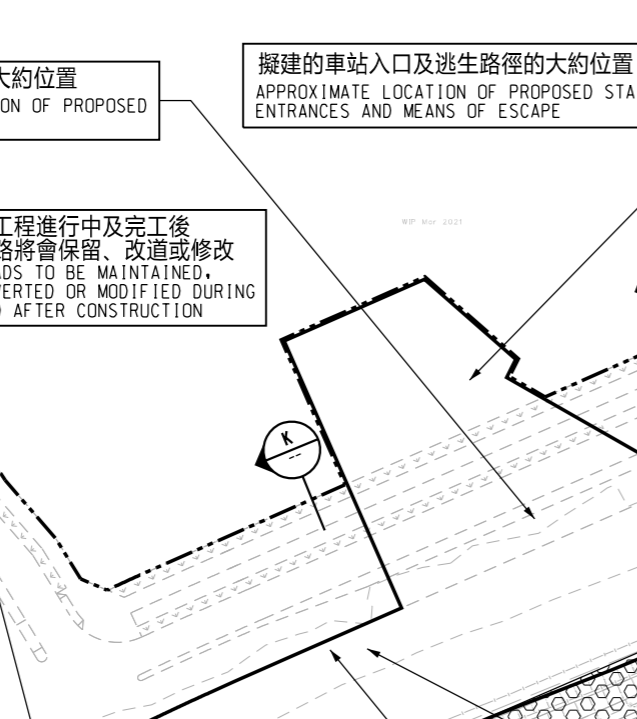 大約位置
ON OF PROPOSED
擬建的車站入口及逃生路徑的大約位置
APPROXIMATE LOCATION OF PROPOSED STA
ENTRANCES AND MEANS OF ESCAPE
WIP Mar 2021
工程進行中及完工後
路將會保留、改道或修改
ADS TO BE MAINTAINED,
VERTED OR MODIFIED DURING
AFTER CONSTRUCTION
K
--